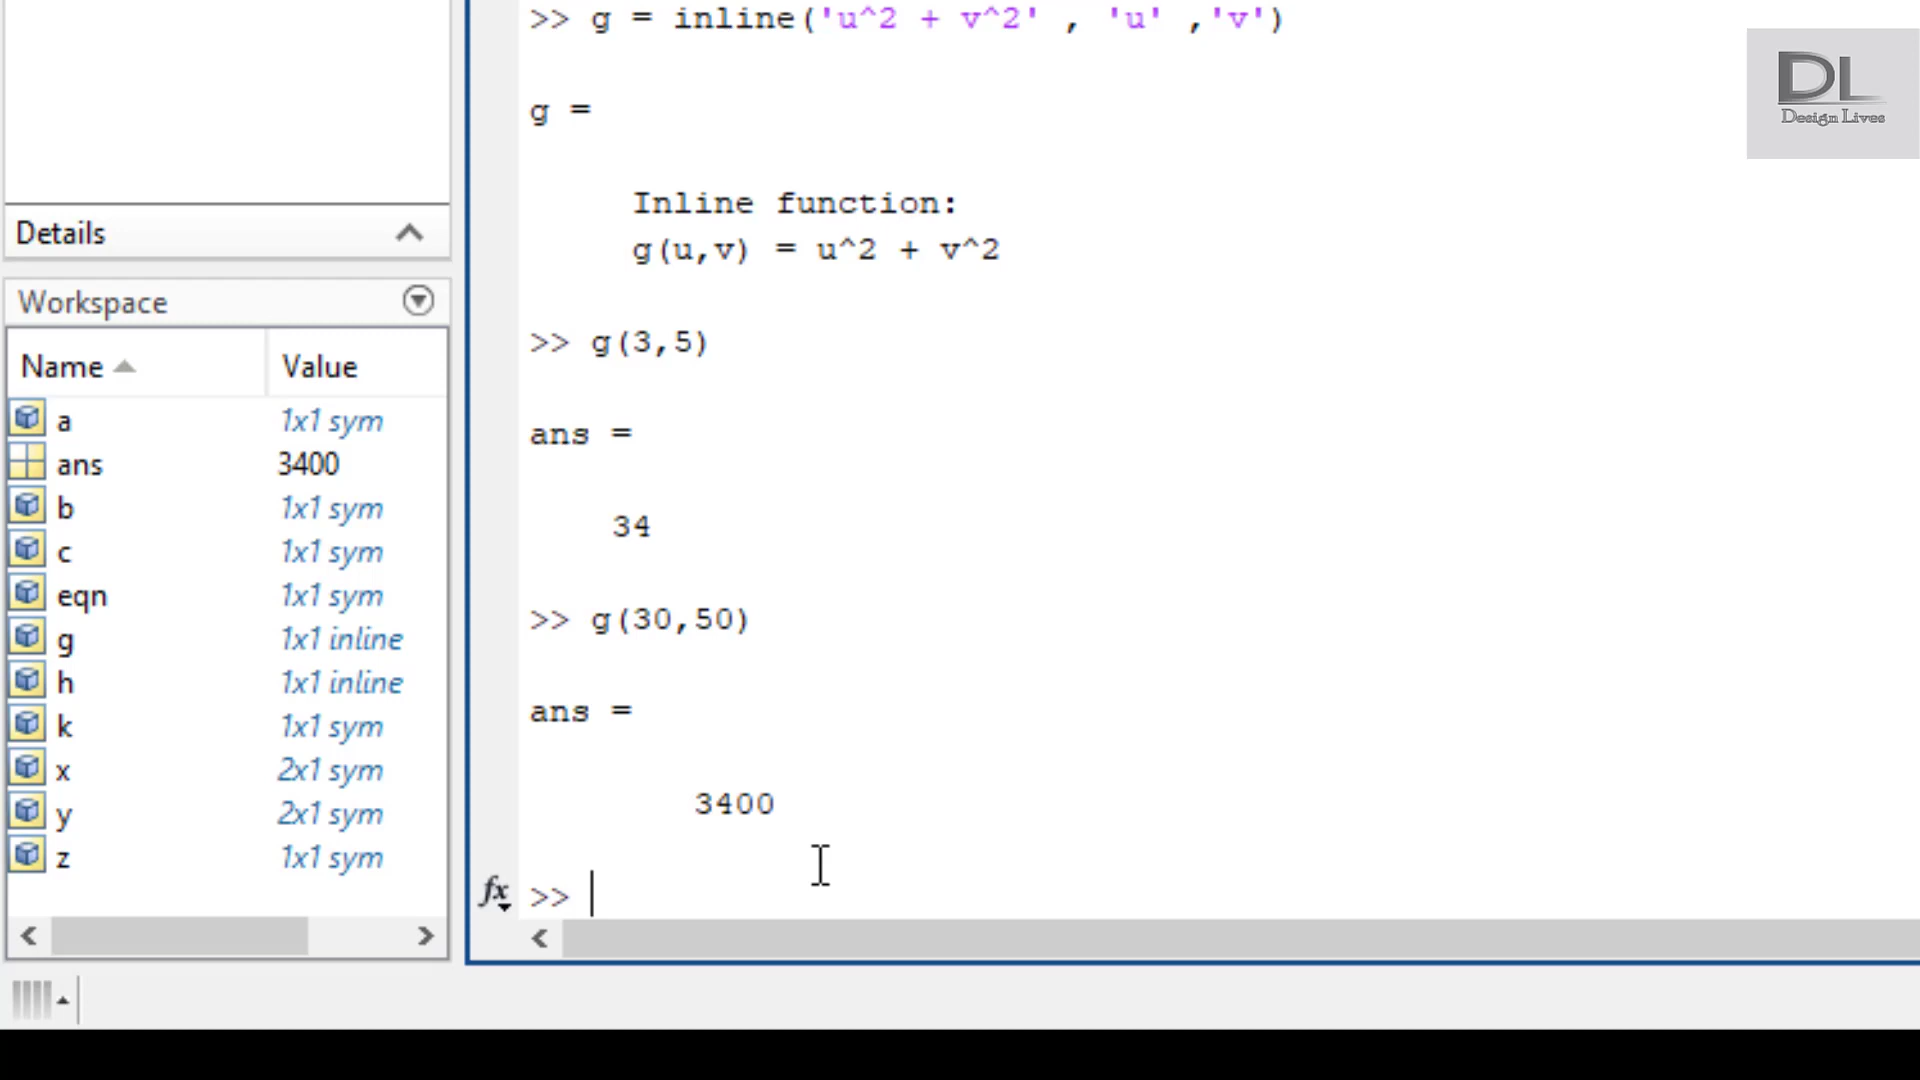 >> g = inline('u^2 + v^2' , 'u' ,'v')
DL
Design Lives
g =
Inline function:
g(u,v) = u^2 + v^2
>> g(3,5)
ans =
34
>> g(30,50)
ans =
3400
fx >>
Details
Workspace
Name Value
a 1x1 sym
ans 3400
b 1x1 sym
c 1x1 sym
eqn 1x1 sym
g 1x1 inline
h 1x1 inline
k 1x1 sym
x 2x1 sym
y 2x1 sym
z 1x1 sym